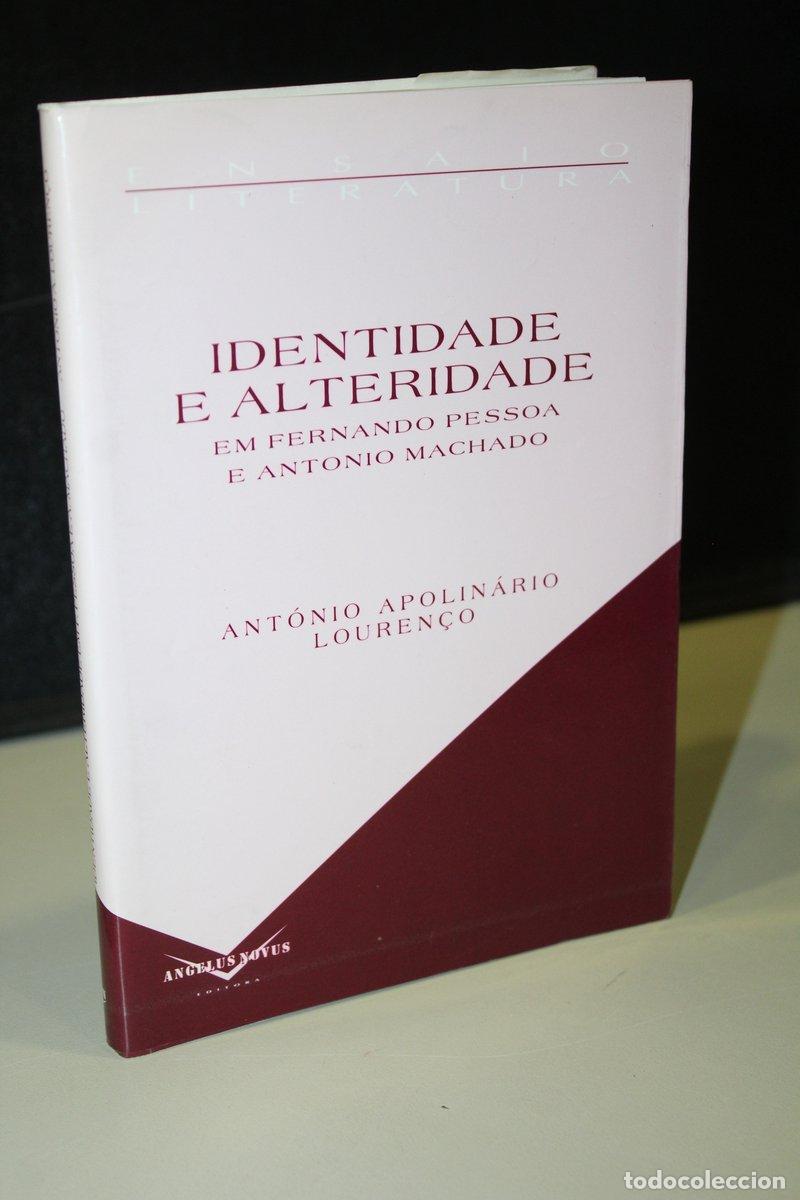 ENSAIO
LITERATURA
IDENTIDADE
E ALTERIDADE
EM FERNANDO PESSOA
E ANTONIO MACHADO
ANTÓNIO APOLINÁRIO
LOURENÇO
ANGELUS NOVUS
EDITORA
todocoleccion